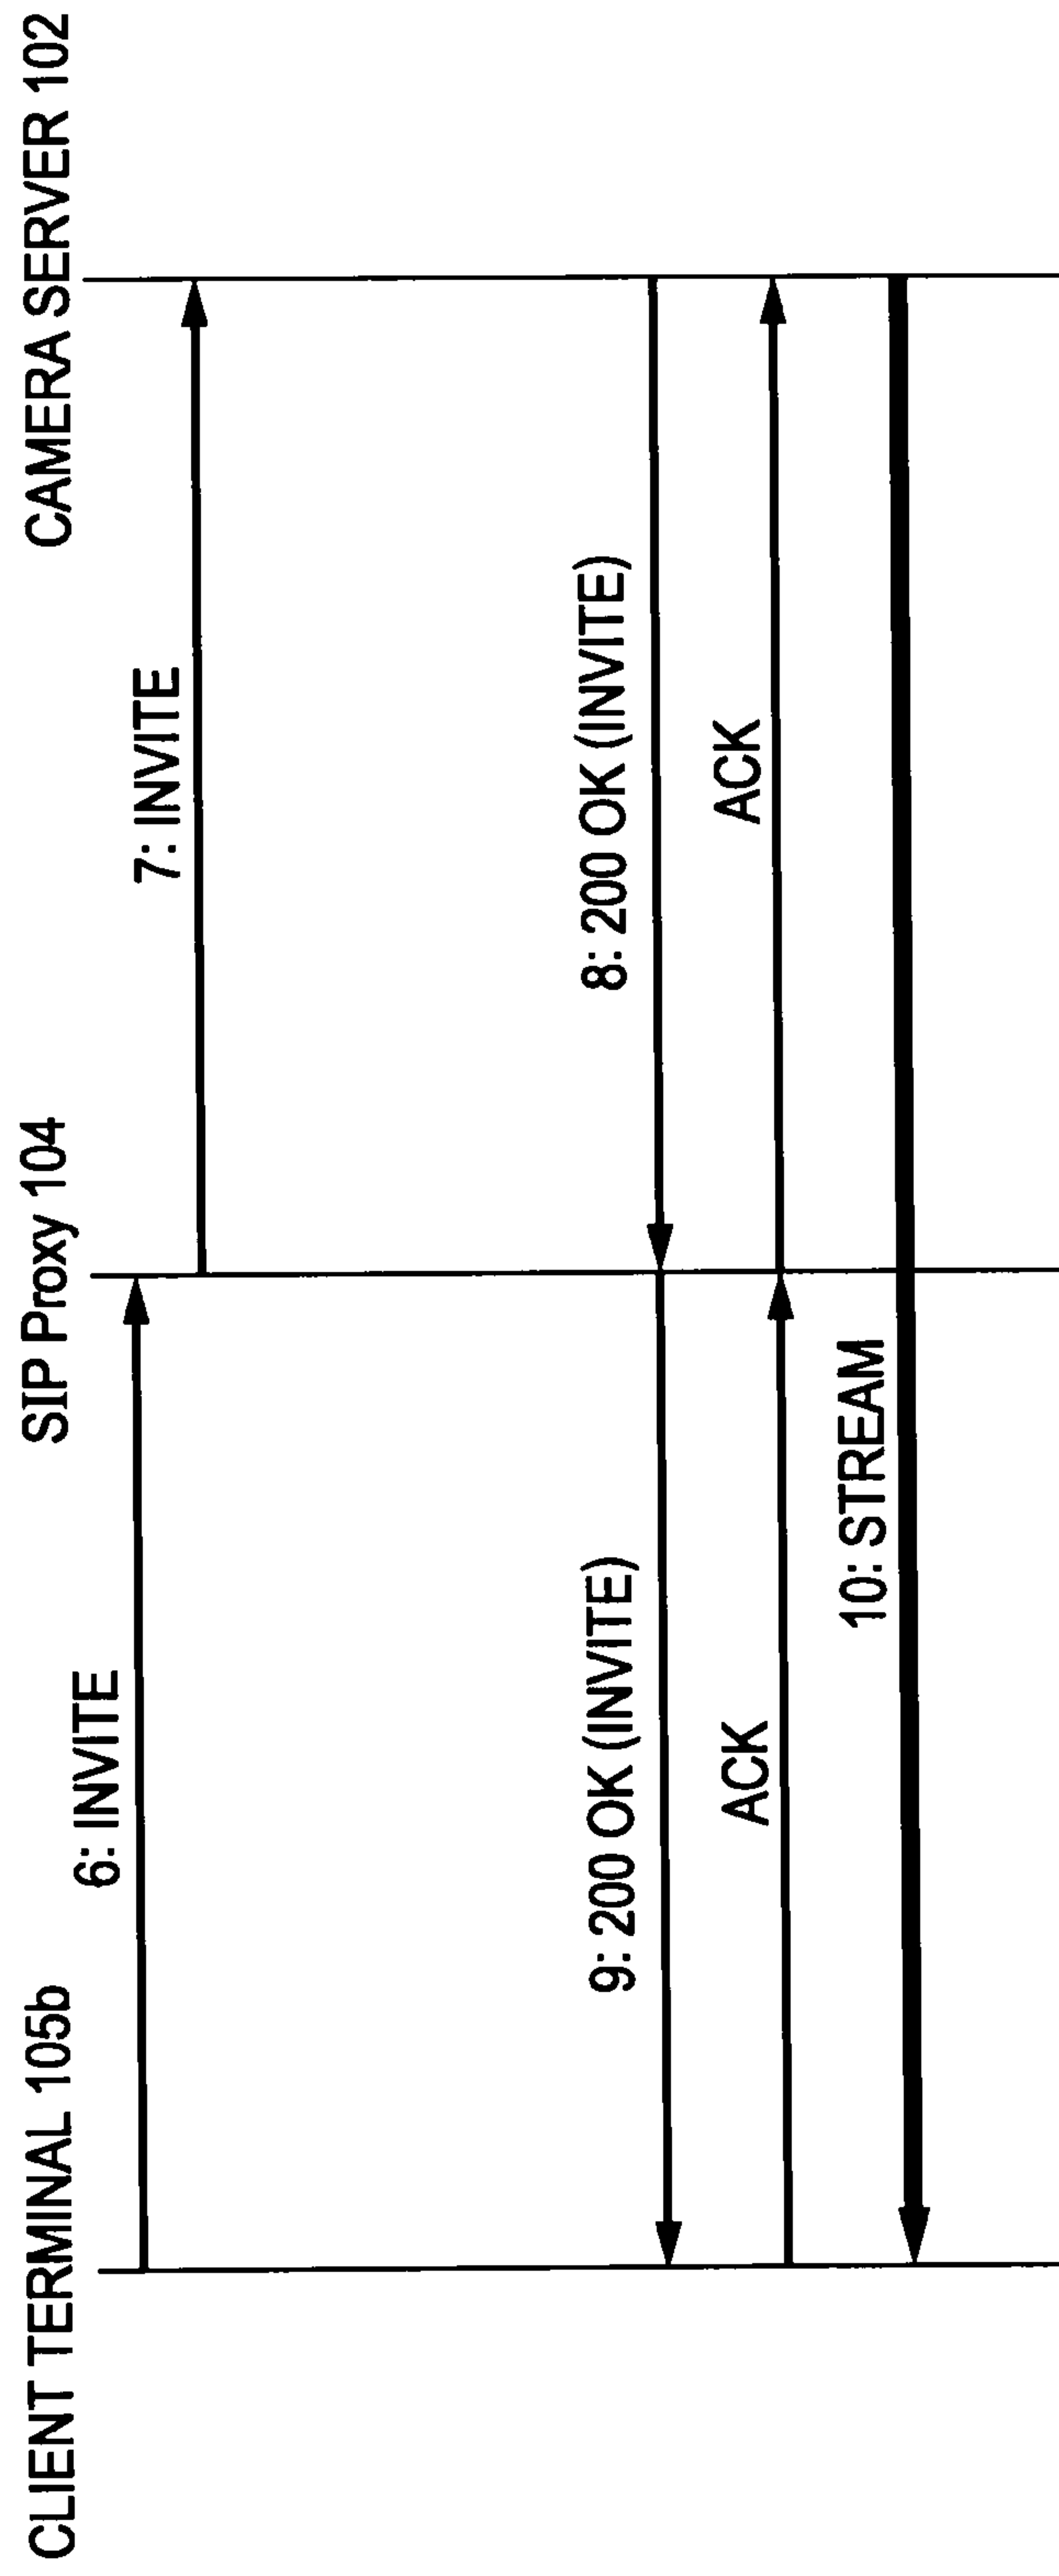 CLIENT TERMINAL 105b
SIP Proxy 104
CAMERA SERVER 102
6: INVITE
7: INVITE
8: 200 OK (INVITE)
9: 200 OK (INVITE)
ACK
ACK
10: STREAM